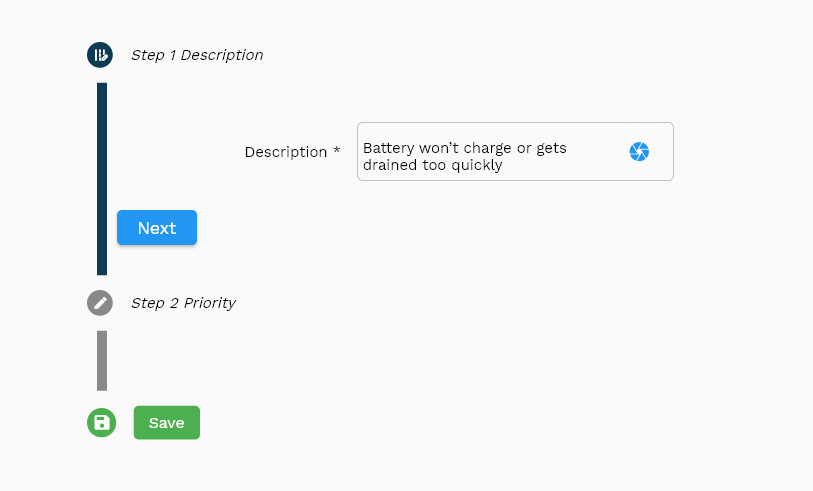 Step 1 Description
Description *
Battery won’t charge or gets
drained too quickly
Next
Step 2 Priority
Save